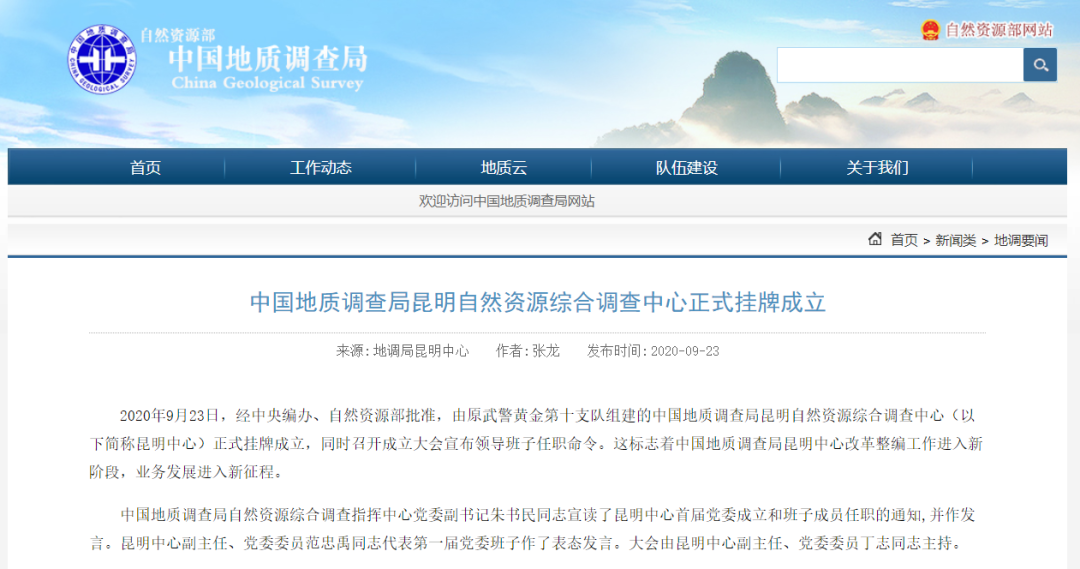 自然资源部
中国地质调查局
China Geological Survey
中国地质调查局
CHINA GEOLOGICAL SURVEY
自然资源部网站
首页 工作动态 地质云 队伍建设 关于我们
欢迎访问中国地质调查局网站
首页 > 新闻类 > 地调要闻
中国地质调查局昆明自然资源综合调查中心正式挂牌成立
来源: 地调局昆明中心 作者: 张龙 发布时间: 2020-09-23
2020年9月23日，经中央编办、自然资源部批准，由原武警黄金第十支队组建的中国地质调查局昆明自然资源综合调查中心（以
下简称昆明中心）正式挂牌成立，同时召开成立大会宣布领导班子任职命令。这标志着中国地质调查局昆明中心改革整编工作进入新
阶段，业务发展进入新征程。
中国地质调查局自然资源综合调查指挥中心党委副书记朱书民同志宣读了昆明中心首届党委成立和班子成员任职的通知,并作发
言。昆明中心副主任、党委委员范忠禹同志代表第一届党委班子作了表态发言。大会由昆明中心副主任、党委委员丁志同志主持。